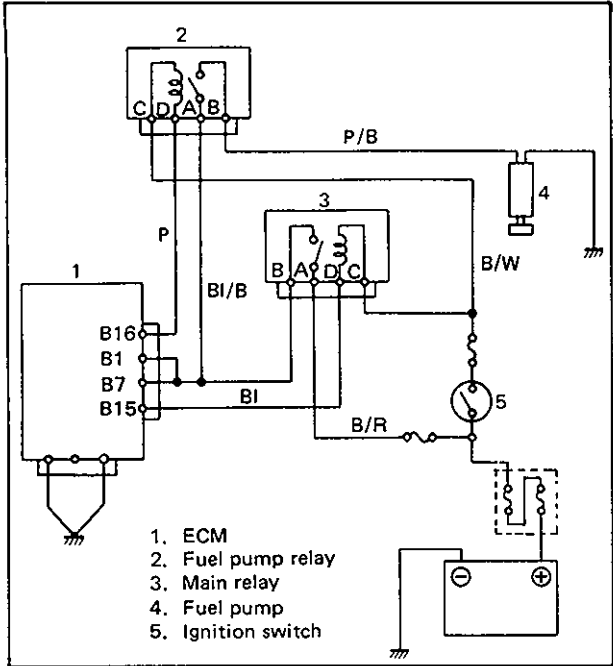 2
C D A B
P/B
4
3
P
B A D C
B/W
1
Bl/B
B16
B1
B7
B15
Bl
5
B/R
1. ECM
2. Fuel pump relay
3. Main relay
4. Fuel pump
5. Ignition switch
⊖ ⊕